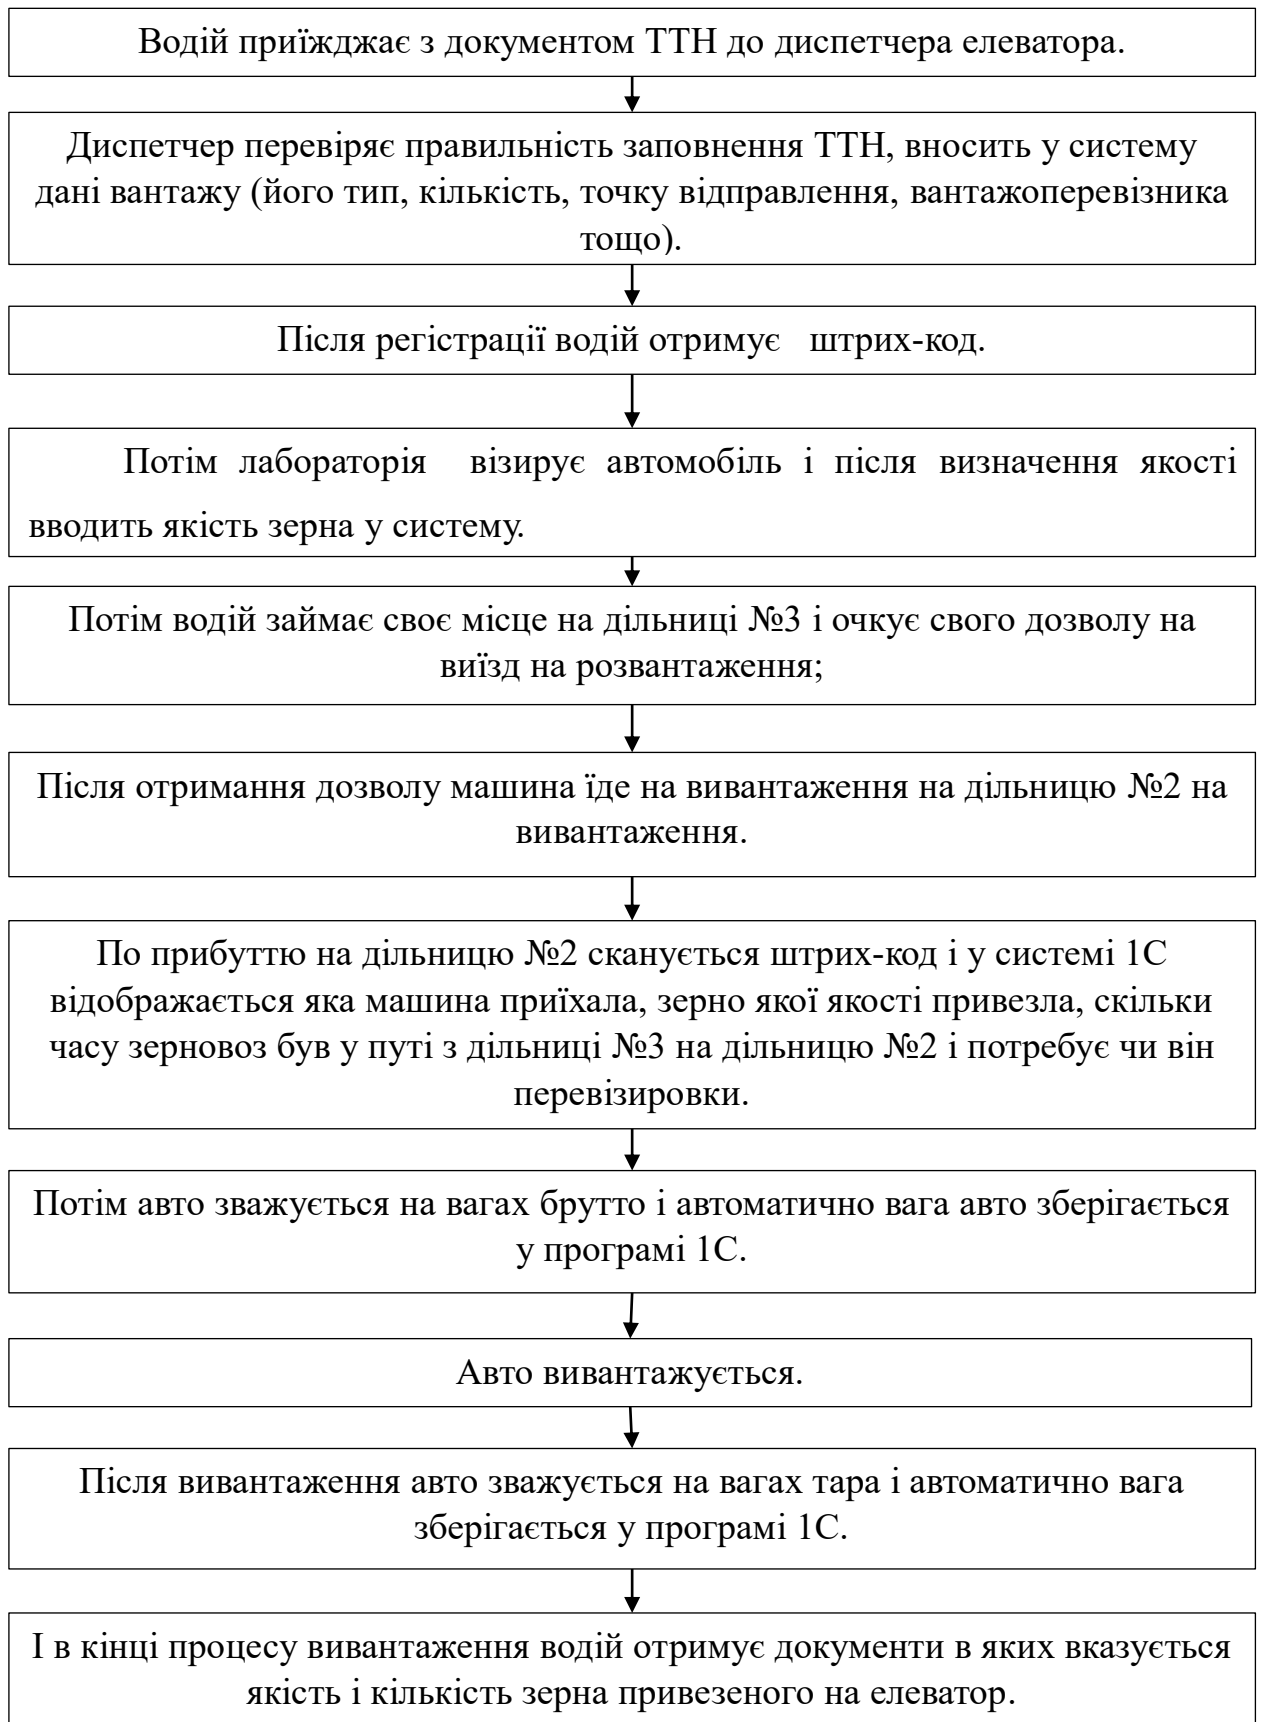 Водій приїжджає з документом ТТН до диспетчера елеватора.
Диспетчер перевіряє правильність заповнення ТТН, вносить у систему
дані вантажу (його тип, кількість, точку відправлення, вантажоперевізника
тощо).
Після регістрації водій отримує штрих-код.
Потім лабораторія візирує автомобіль і після визначення якості
вводить якість зерна у систему.
Потім водій займає своє місце на дільниці №3 і очкує свого дозволу на
виїзд на розвантаження;
Після отримання дозволу машина їде на вивантаження на дільницю №2 на
вивантаження.
По прибуттю на дільницю №2 сканується штрих-код і у системі 1С
відображається яка машина приїхала, зерно якої якості привезла, скільки
часу зерновоз був у путі з дільниці №3 на дільницю №2 і потребує чи він
перевізировки.
Потім авто зважується на вагах брутто і автоматично вага авто зберігається
у програмі 1С.
Авто вивантажується.
Після вивантаження авто зважується на вагах тара і автоматично вага
зберігається у програмі 1С.
І в кінці процесу вивантаження водій отримує документи в яких вказується
якість і кількість зерна привезеного на елеватор.